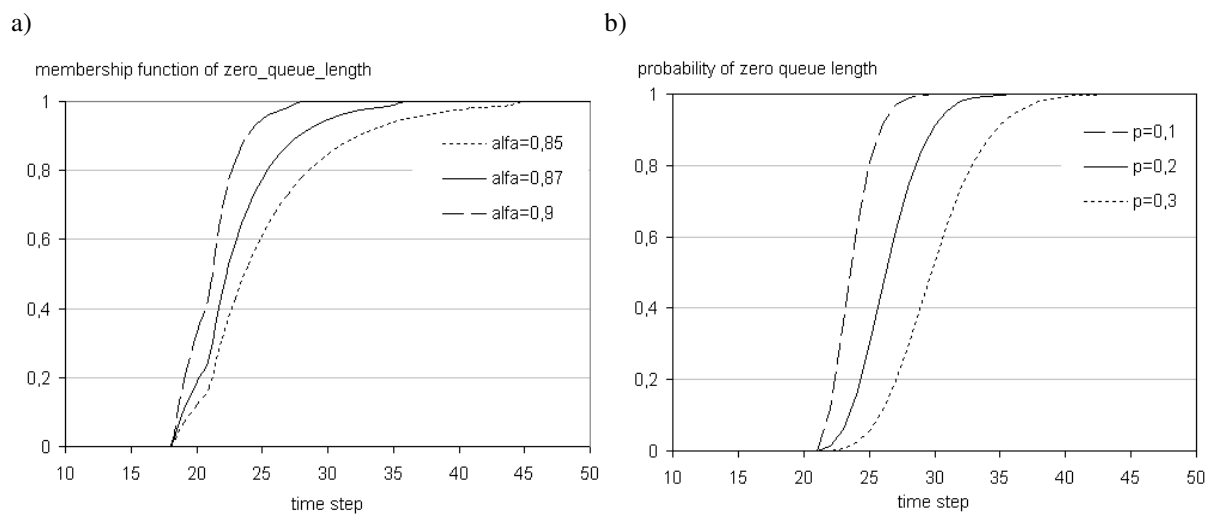 a)
membership function of zero_queue_length
1
0,8
0,6
0,4
0,2
0
10 15 20 25 30 35 40 45 50
time step
alfa=0,85
alfa=0,87
alfa=0,9
b)
probability of zero queue length
1
0,8
0,6
0,4
0,2
0
10 15 20 25 30 35 40 45 50
time step
p=0,1
p=0,2
p=0,3